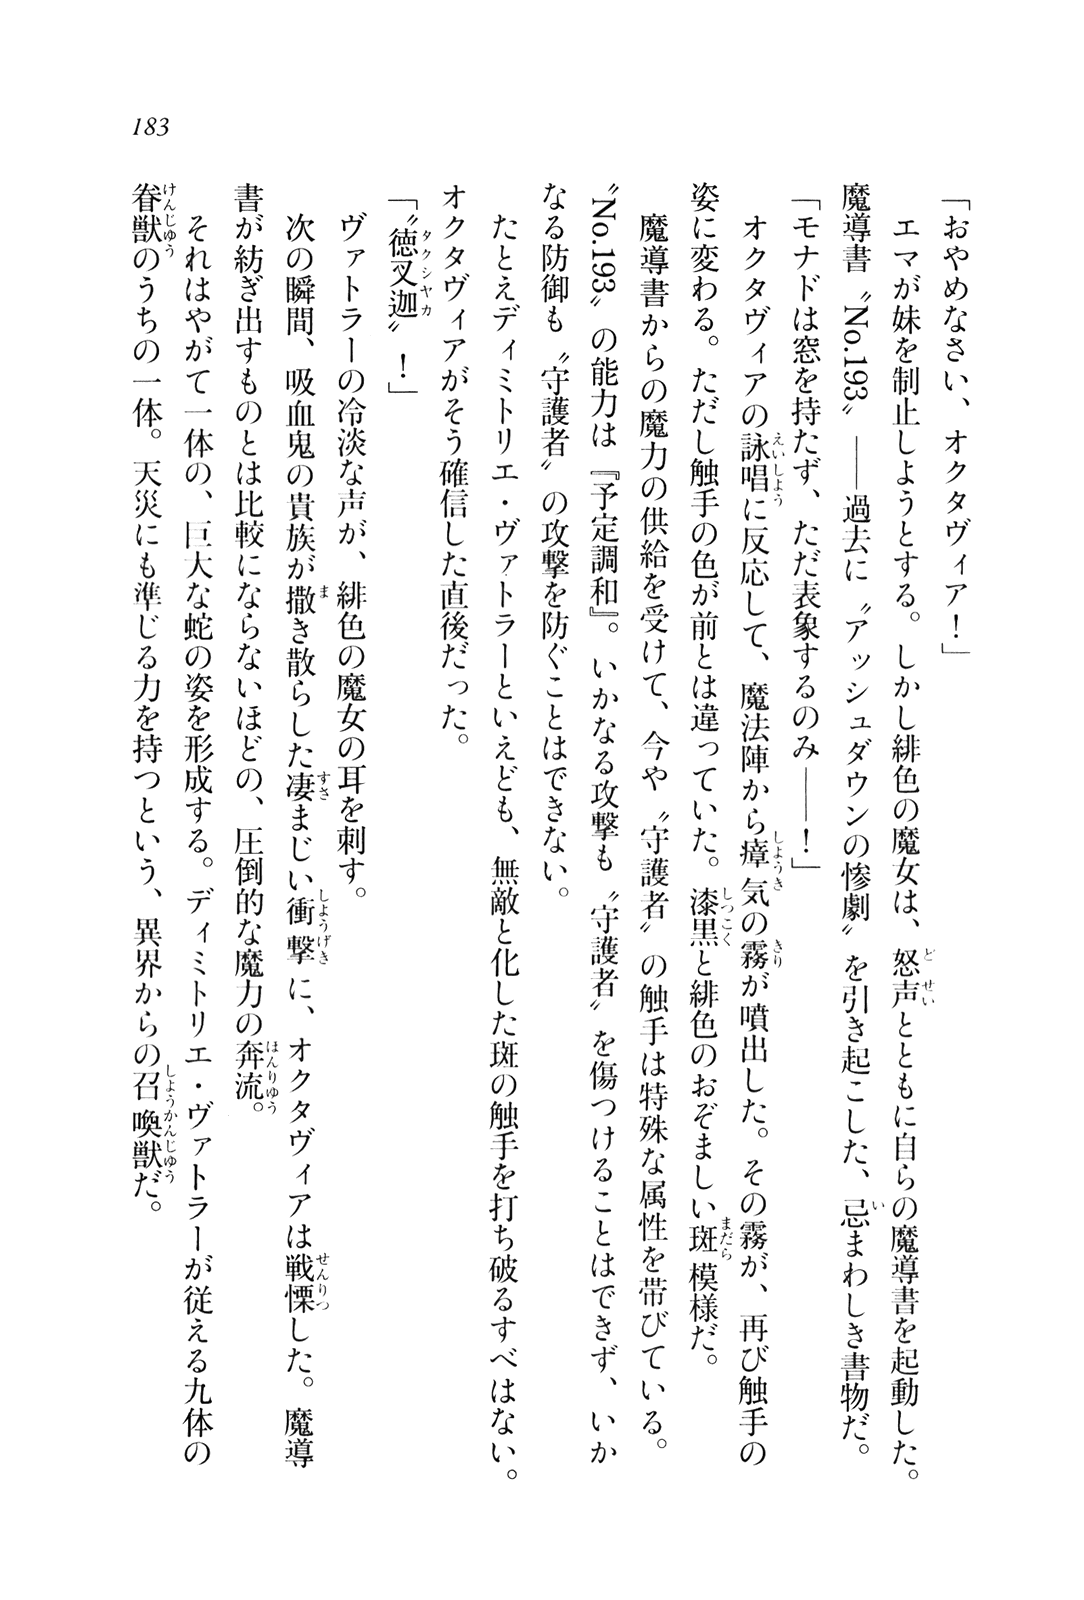 183
「おやめなさい、オクタヴィア！」
エマが妹を制止しようとする。しかし緋色の魔女は、怒声とともに自らの魔導書を起動した。
魔導書〝No.193〟――過去に〝アッシュダウンの惨劇〟を引き起こした、忌まわしき書物だ。
「モナドは窓を持たず、ただ表象するのみ――！」
オクタヴィアの詠唱に反応して、魔法陣から瘴気の霧が噴出した。その霧が、再び触手の
姿に変わる。ただし触手の色が前とは違っていた。漆黒と緋色のおぞましい斑模様だ。
魔導書からの魔力の供給を受けて、今や〝守護者〟の触手は特殊な属性を帯びている。
〝No.193〟の能力は『予定調和』。いかなる攻撃も〝守護者〟を傷つけることはできず、いか
なる防御も〝守護者〟の攻撃を防ぐことはできない。
たとえディミトリエ・ヴァトラーといえども、無敵と化した斑の触手を打ち破るすべはない。
オクタヴィアがそう確信した直後だった。
「〝徳叉迦〟！」
ヴァトラーの冷淡な声が、緋色の魔女の耳を刺す。
次の瞬間、吸血鬼の貴族が撒き散らした凄まじい衝撃に、オクタヴィアは戦慄した。魔導
書が紡ぎ出すものとは比較にならないほどの、圧倒的な魔力の奔流。
それはやがて一体の、巨大な蛇の姿を形成する。ディミトリエ・ヴァトラーが従える九体の
眷獣のうちの一体。天災にも準じる力を持つという、異界からの召喚獣だ。